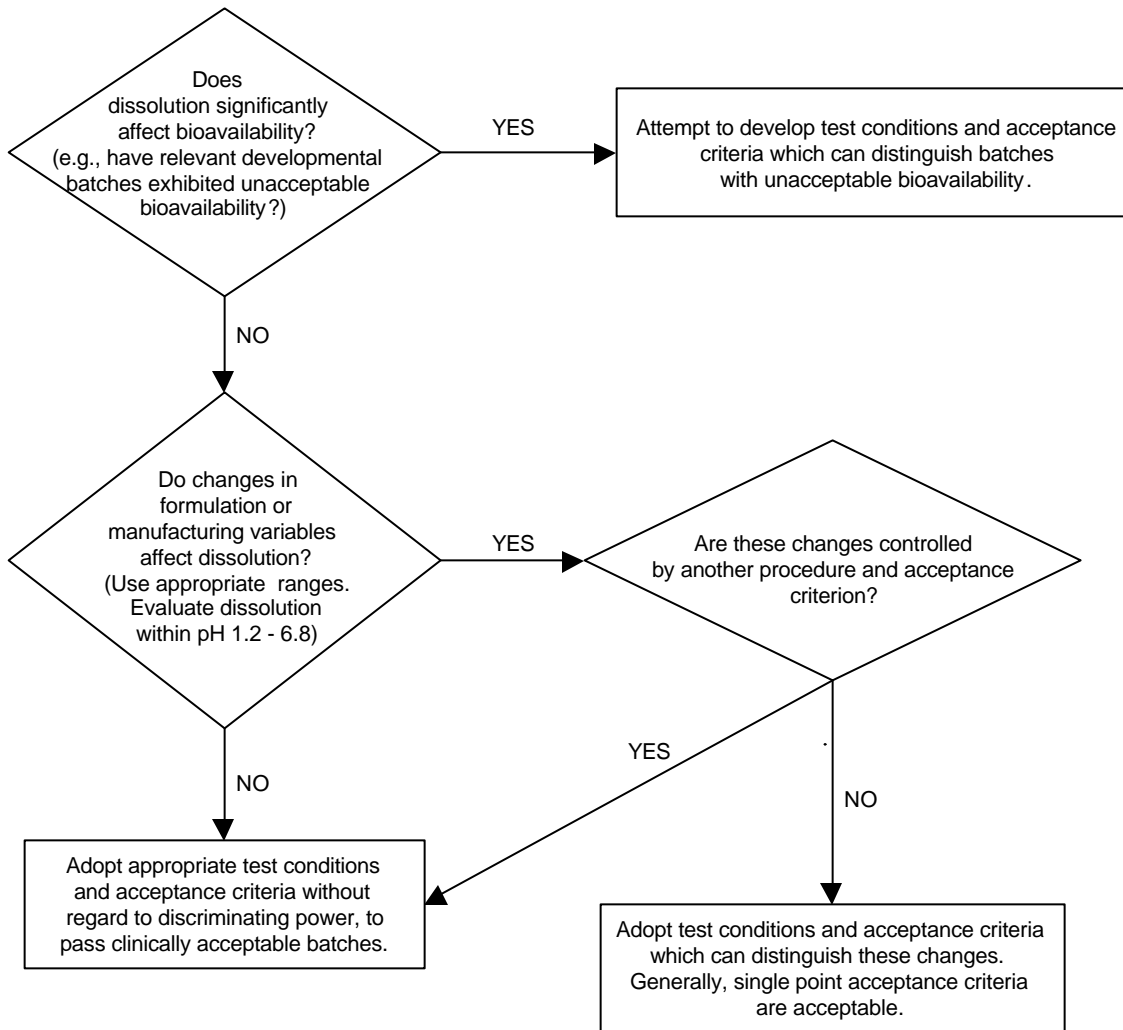 Does
dissolution significantly
affect bioavailability?
(e.g., have relevant developmental
batches exhibited unacceptable
bioavailability?)
YES
Attempt to develop test conditions and acceptance
criteria which can distinguish batches
with unacceptable bioavailability.
NO
Do changes in
formulation or
manufacturing variables
affect dissolution?
(Use appropriate ranges.
Evaluate dissolution
within pH 1.2 - 6.8)
YES
Are these changes controlled
by another procedure and acceptance
criterion?
YES
NO
NO
Adopt appropriate test conditions
and acceptance criteria without
regard to discriminating power, to
pass clinically acceptable batches.
Adopt test conditions and acceptance criteria
which can distinguish these changes.
Generally, single point acceptance criteria
are acceptable.